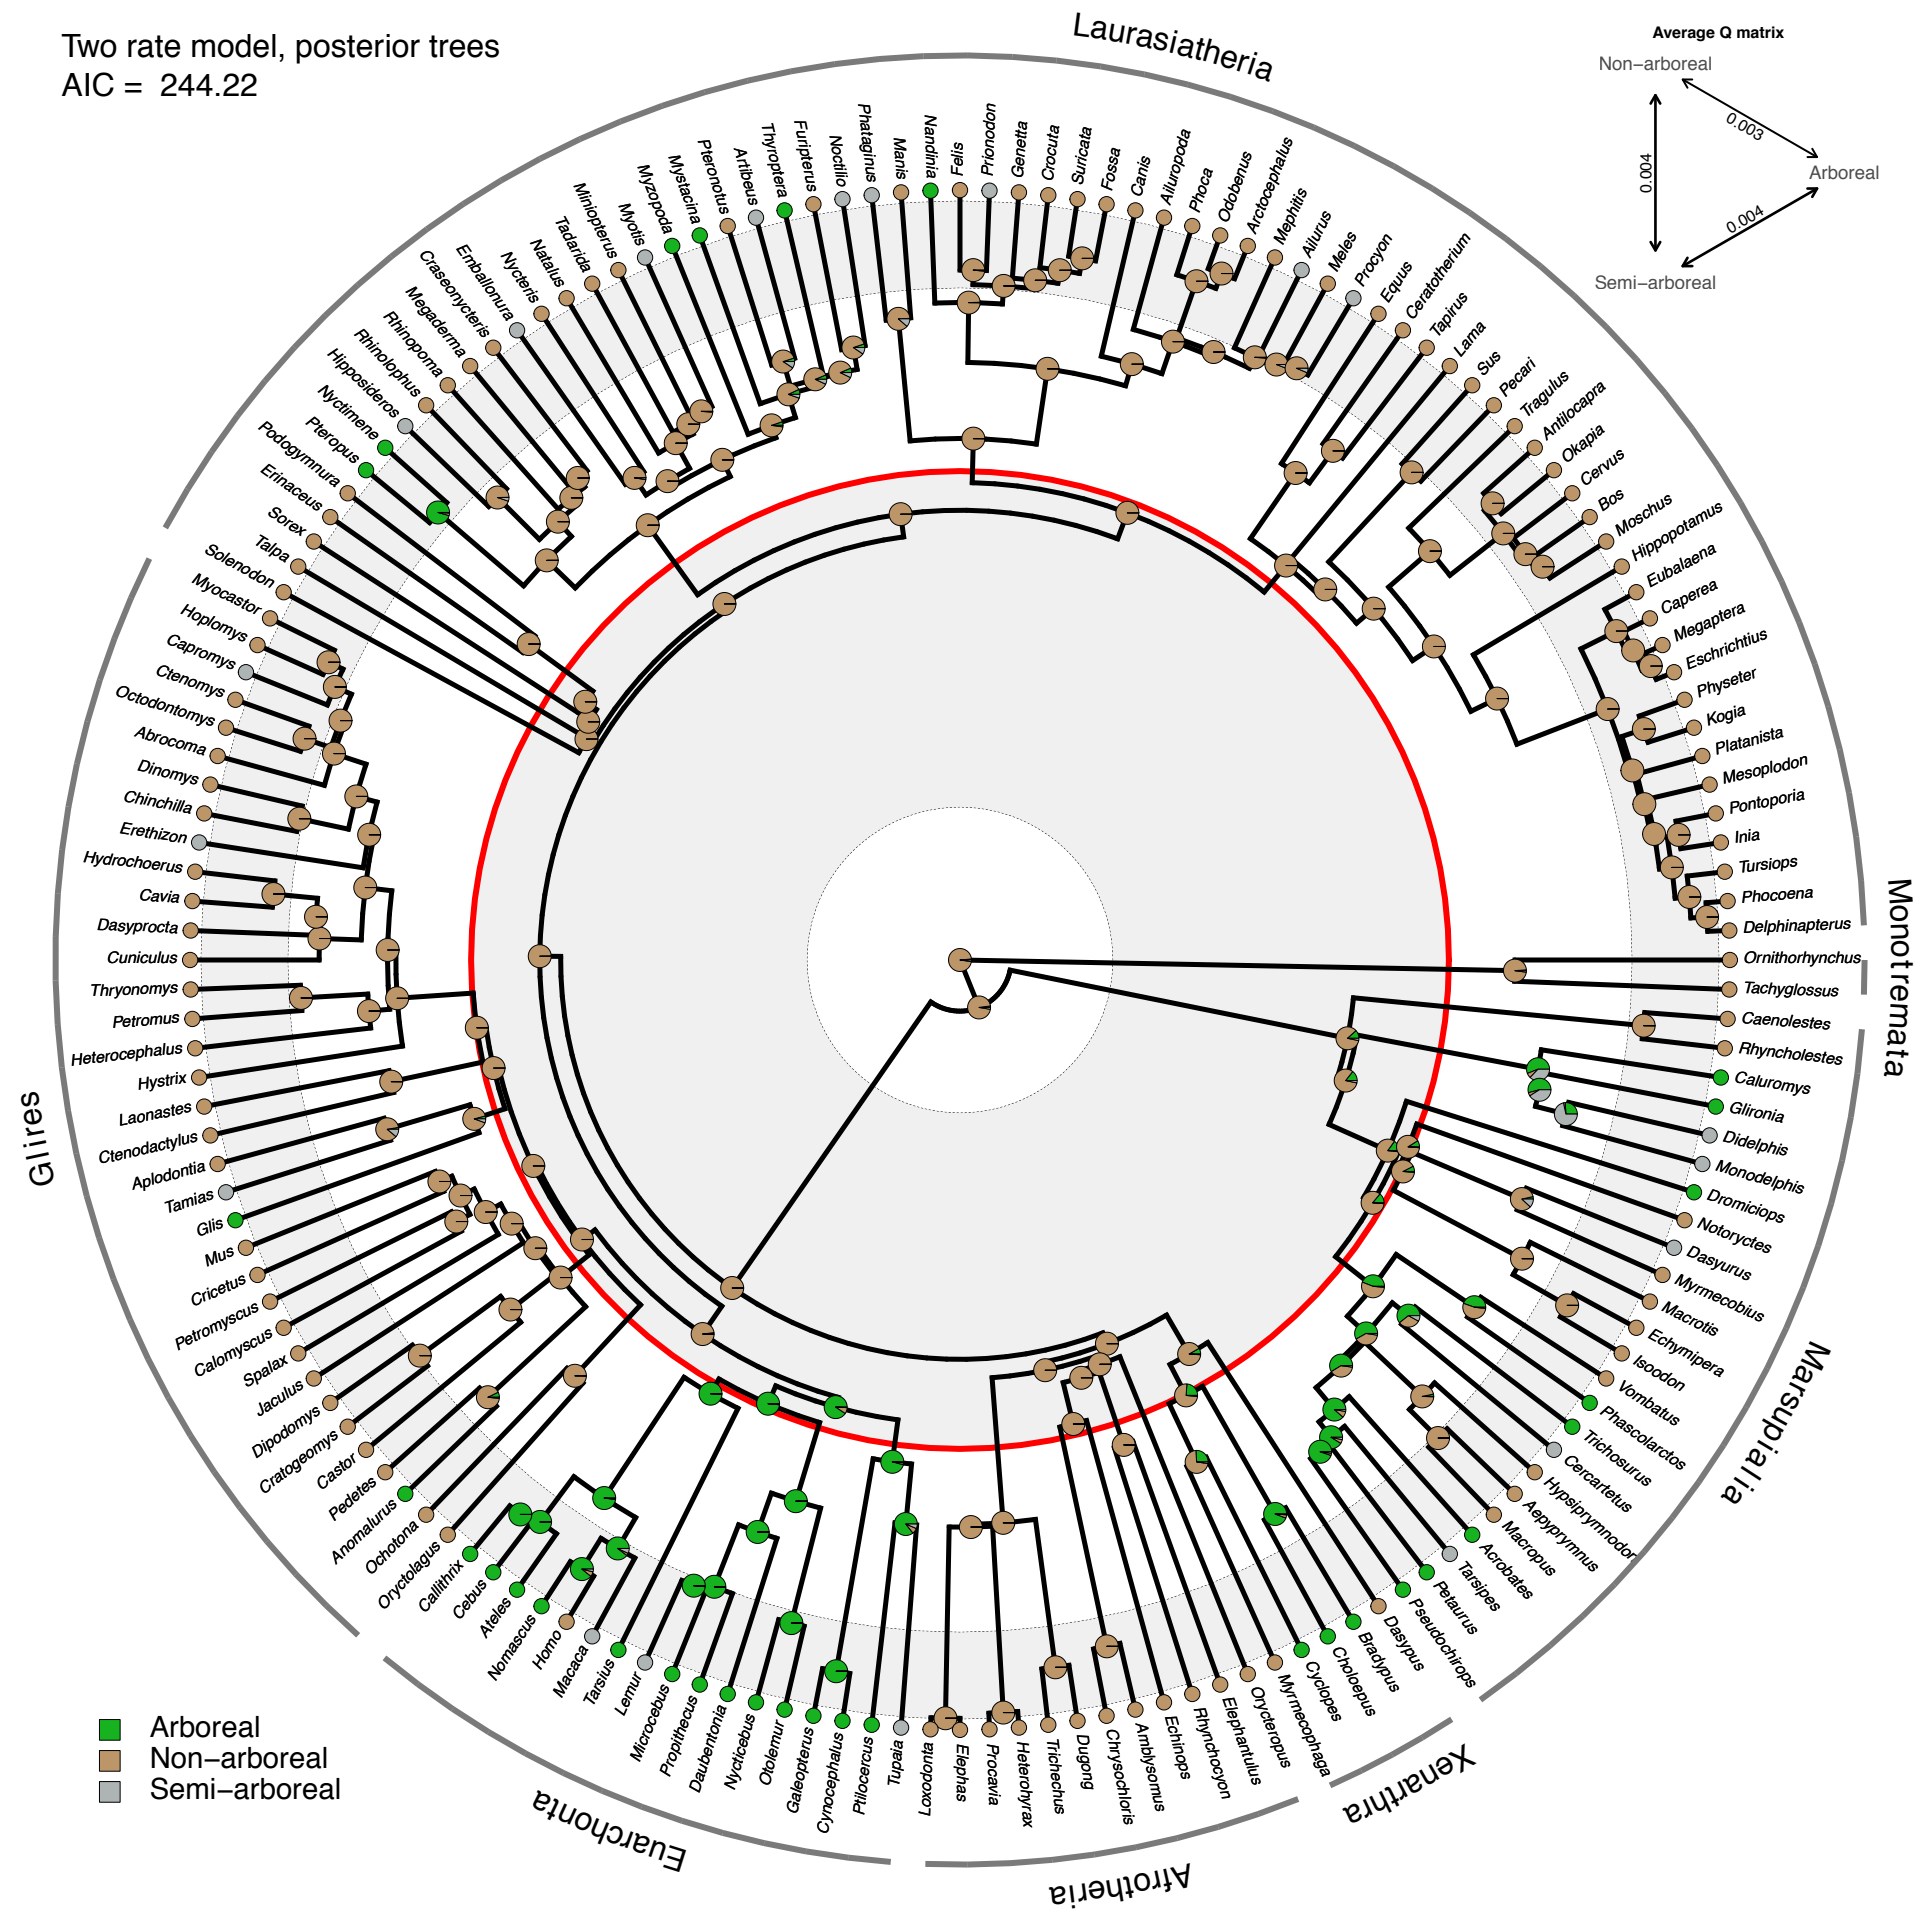 Two rate model, posterior trees
AIC = 244.22
Average Q matrix
Non−arboreal
0.003
Arboreal
0.004
0.004
Semi−arboreal
Laurasiatheria
Monotremata
Marsupialia
Xenarthra
Afrotheria
Euarchonta
Glires
Podogymnura
Pteropus
Nyctimene
Hipposideros
Rhinolophus
Rhinopoma
Megaderma
Craseonycteris
Emballonura
Nycteris
Natalus
Tadarida
Miniopterus
Myotis
Myzopoda
Mystacina
Pteronotus
Artibeus
Thyroptera
Furipterus
Noctilio
Phataginus
Manis
Nandinia
Felis
Prionodon
Genetta
Crocuta
Suricata
Fossa
Canis
Ailuropoda
Phoca
Odobenus
Arctocephalus
Mephitis
Ailurus
Meles
Procyon
Equus
Ceratotherium
Tapirus
Lama
Sus
Pecari
Tragulus
Antilocapra
Okapia
Cervus
Bos
Moschus
Hippopotamus
Eubalaena
Caperea
Megaptera
Eschrichtius
Physeter
Kogia
Platanista
Mesoplodon
Pontoporia
Inia
Tursiops
Phocoena
Delphinapterus
Ornithorhynchus
Tachyglossus
Caenolestes
Rhyncholestes
Caluromys
Glironia
Didelphis
Monodelphis
Dromiciops
Notoryctes
Dasyurus
Myrmecobius
Macrotis
Echymipera
Isoodon
Vombatus
Phascolarctos
Trichosurus
Cercartetus
Hypsiprymnodon
Aepyprymnus
Macropus
Acrobates
Tarsipes
Petaurus
Pseudochirops
Dasypus
Bradypus
Choloepus
Cyclopes
Myrmecophaga
Orycteropus
Elephantulus
Rhynchocyon
Echinops
Amblysomus
Chrysochloris
Dugong
Trichechus
Heterohyrax
Procavia
Elephas
Loxodonta
Tupaia
Ptilocercus
Cynocephalus
Galeopterus
Otolemur
Nycticebus
Daubentonia
Propithecus
Microcebus
Lemur
Tarsius
Macaca
Homo
Nomascus
Ateles
Cebus
Callithrix
Oryctolagus
Ochotona
Anomalurus
Pedetes
Castor
Cratogeomys
Dipodomys
Jaculus
Spalax
Calomyscus
Petromyscus
Cricetus
Mus
Glis
Tamias
Aplodontia
Ctenodactylus
Laonastes
Hystrix
Heterocephalus
Petromus
Thryonomys
Cuniculus
Dasyprocta
Cavia
Hydrochoerus
Erethizon
Chinchilla
Dinomys
Abrocoma
Octodontomys
Ctenomys
Capromys
Hoplomys
Myocastor
Solenodon
Talpa
Sorex
Erinaceus
Arboreal
Non−arboreal
Semi−arboreal